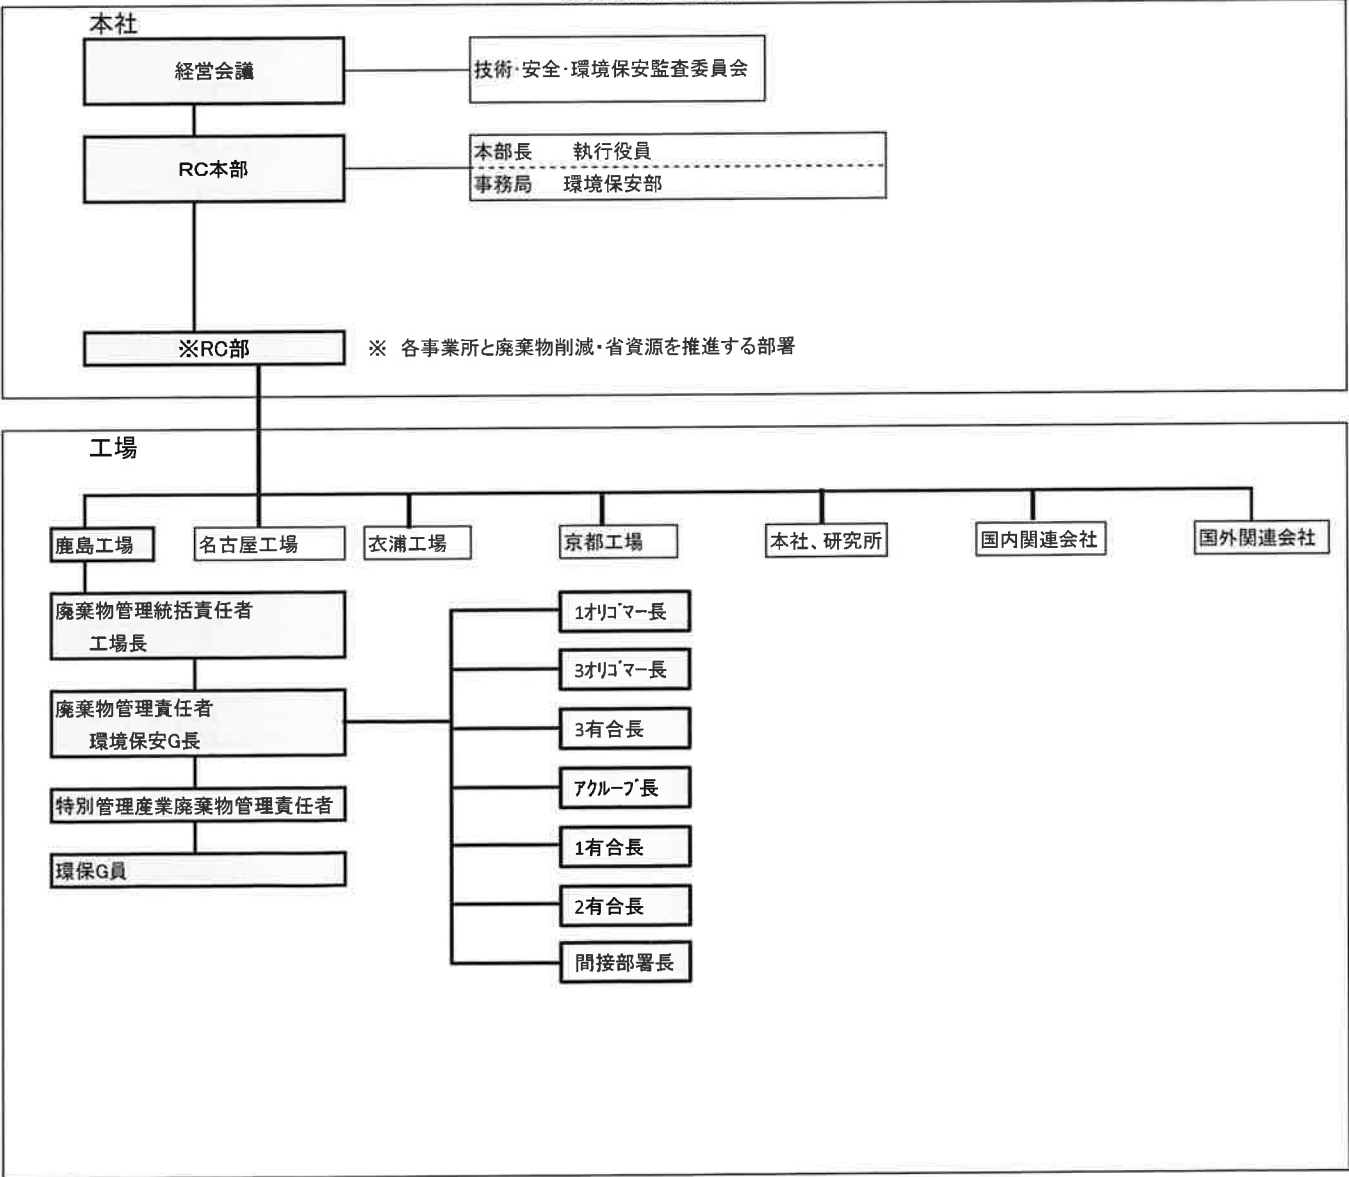 本社
経営会議
技術・安全・環境保安監査委員会
RC本部
本部長 執行役員
事務局 環境保安部
※RC部
※ 各事業所と廃棄物削減・省資源を推進する部署
工場
鹿島工場
名古屋工場
衣浦工場
京都工場
本社、研究所
国内関連会社
国外関連会社
廃棄物管理統括責任者
工場長
廃棄物管理責任者
環境保安G長
特別管理産業廃棄物管理責任者
環保G員
1ｵﾘｺﾞﾏｰ長
3ｵﾘｺﾞﾏｰ長
3有合長
ｱｸﾙｰﾌﾞ長
1有合長
2有合長
間接部署長